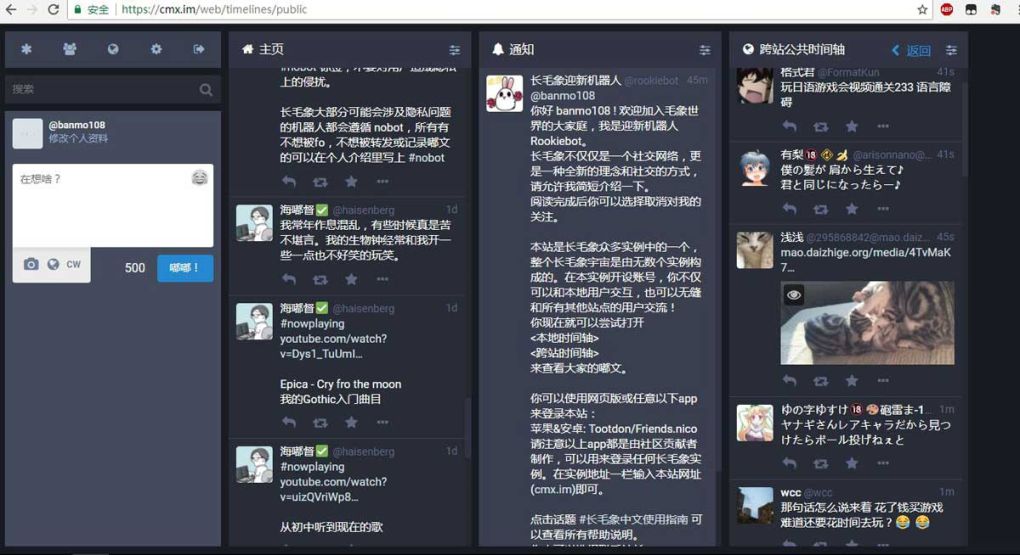 安全
https://cmx.im/web/timelines/public
搜索
@banmo108
修改个人资料
在想啥？
CW
500
嘟嘟！
主页
上的侵扰。
长毛象大部分可能会涉及隐私问题
的机器人都会遵循 nobot，所有有
不想被fo，不想被转发或记录嘟文
的可以在个人介绍里写上 #nobot
海嘟督✅ @haisenberg 1d
我常年作息混乱，有些时候真是苦
不堪言。我的生物钟经常和我开一
些一点也不好笑的玩笑。
海嘟督✅ @haisenberg 1d
#nowplaying
youtube.com/watch?
v=Dys1_TuUmI…
Epica - Cry fro the moon
我的Gothic入门曲目
海嘟督✅ @haisenberg 1d
#nowplaying
youtube.com/watch?
v=uizQVriWp8…
从初中听到现在的歌
通知
长毛象迎新机器人 @rookiebot 45m
@banmo108
你好 banmo108 ! 欢迎加入毛象世
界的大家庭，我是迎新机器人
Rookiebot。
长毛象不仅仅是一个社交网络，更
是一种全新的理念和社交的方式，
请允许我简短介绍一下。
阅读完成后你可以选择取消对我的
关注。
本站是长毛象众多实例中的一个，
整个长毛象宇宙是由无数个实例构
成的。在本实例开设账号，你不仅
可以和本地用户交互，也可以无缝
和所有其他站点的用户交流！
你现在就可以尝试打开
<本地时间轴>
<跨站时间轴>
来查看大家的嘟文。
你可以使用网页版或任意以下app
来登录本站：
苹果&安卓: Tootdon/Friends.nico
请注意以上app都是由社区贡献者
制作，可以用来登录任何长毛象实
例。在实例地址一栏输入本站网址
(cmx.im)即可。
点击话题 #长毛象中文使用指南 可
以查看所有帮助说明。
跨站公共时间轴
返回
格式君 @FormatKun 41s
玩日语游戏会视频通关233 语言障
碍
有梨🔞 @arisonnano@... 41s
僕の髪が 肩から生えて♪
君と同じになったらー♪
浅浅 @295868842@mao.daiz... 45s
mao.daizhige.org/media/4TvMaK
7…
ゆの字ゆすけ🔞🎨砲雷ま-1... 1m
ヤナギさんレアキャラだから見つ
けたらボール投げねぇと
wcc @wcc 1m
那句话怎么说来着 花了钱买游戏
难道还要花时间去玩？😂 😂